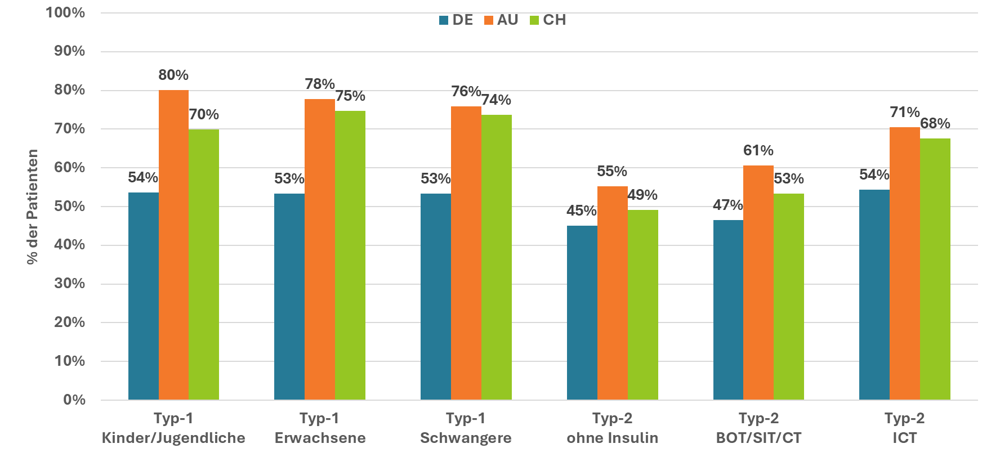 DE AU CH
100%
90%
80%
70%
60%
50%
40%
30%
20%
10%
0%
% der Patienten
54% 80% 70%
53% 78% 75%
53% 76% 74%
45% 55% 49%
47% 61% 53%
54% 71% 68%
Typ-1
Kinder/Jugendliche
Typ-1
Erwachsene
Typ-1
Schwangere
Typ-2
ohne Insulin
Typ-2
BOT/SIT/CT
Typ-2
ICT